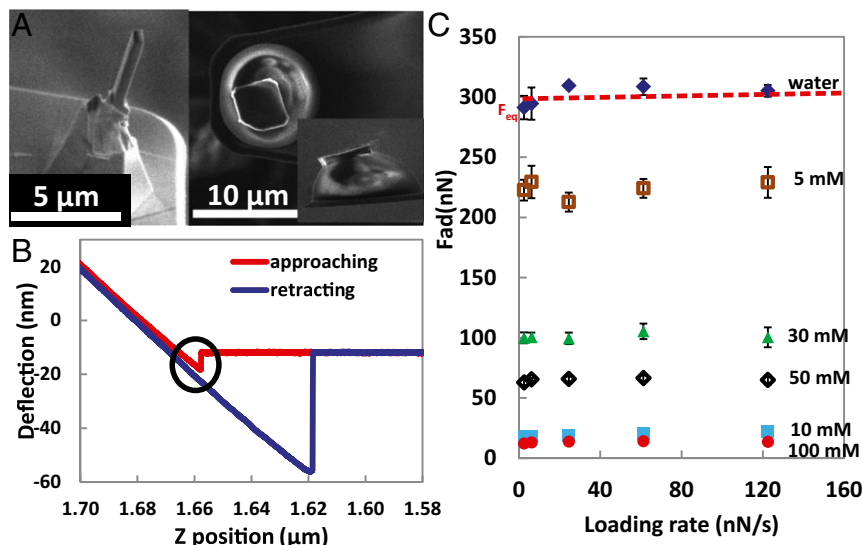 A
5 µm
10 µm
B
approaching
retracting
Deflection (nm)
20
0
-20
-40
-60
1.70
1.68
1.66
1.64
1.62
1.60
1.58
Z position (µm)
C
Fad(nN)
350
300
250
200
150
100
50
0
F eq
water
5 mM
30 mM
50 mM
10 mM
100 mM
0
40
80
120
160
Loading rate (nN/s)